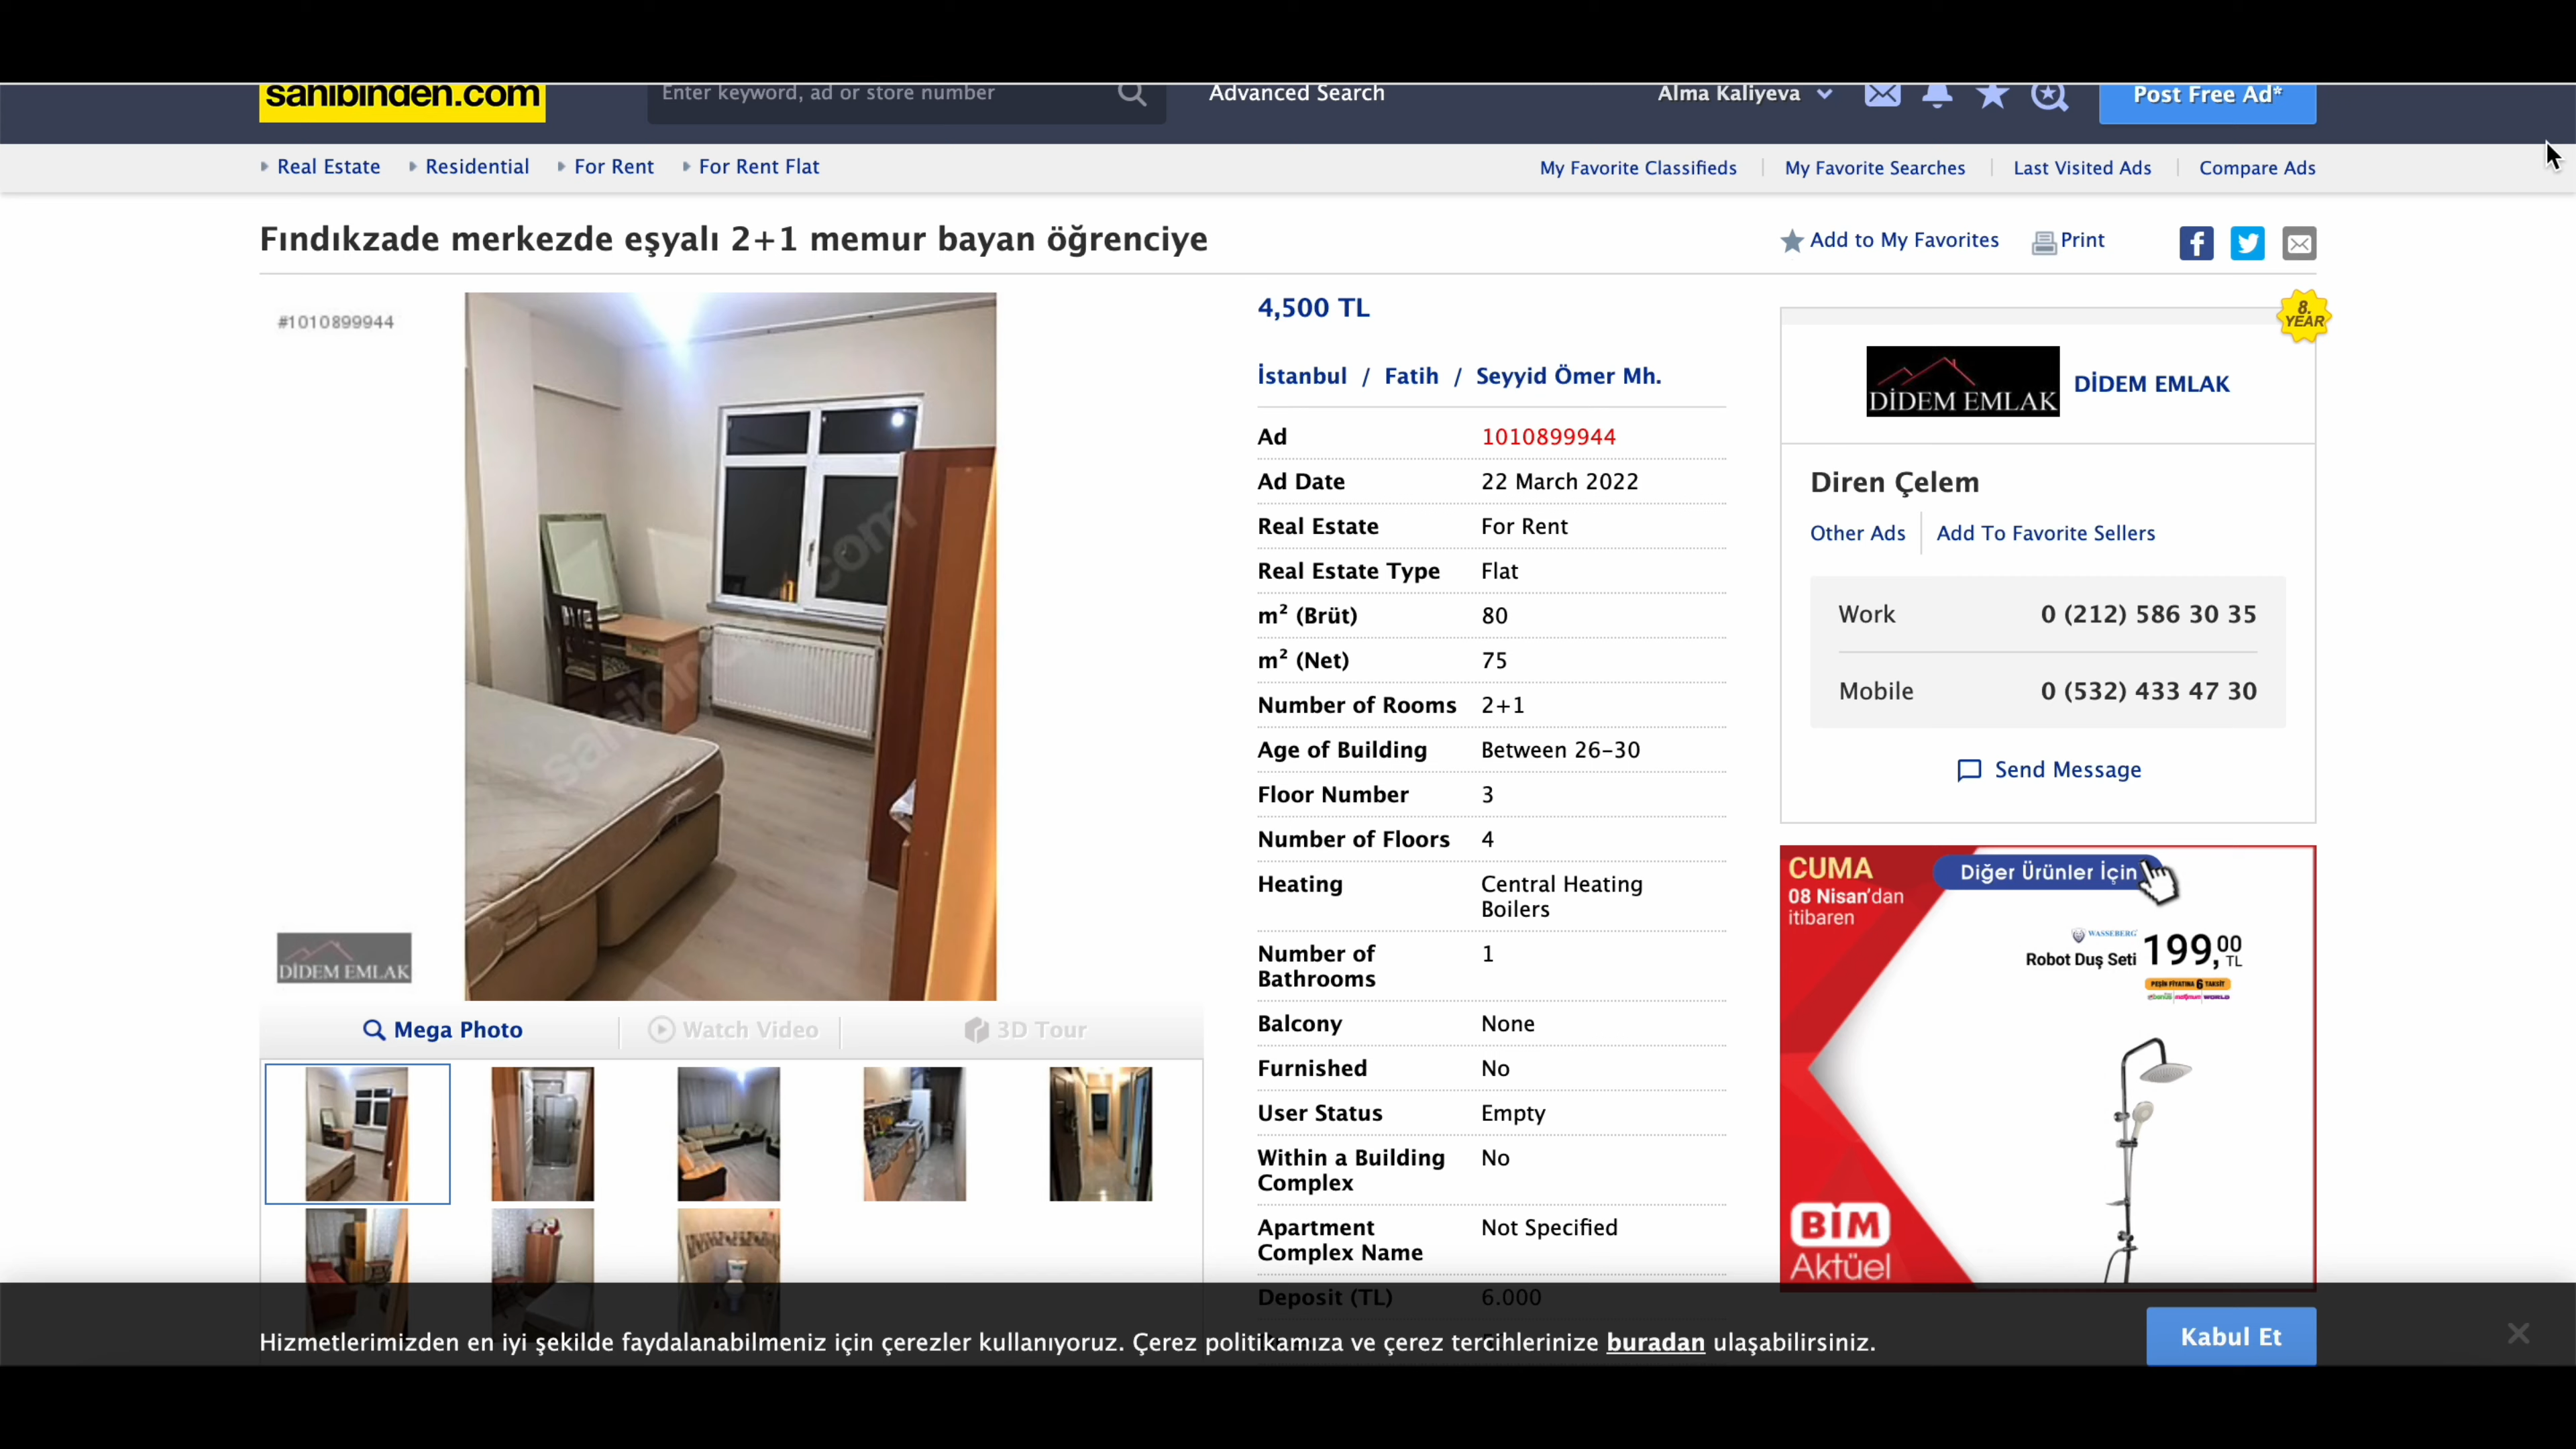 sahibinden.com
Enter keyword, ad or store number
Advanced Search
Alma Kaliyeva
Post Free Ad*
Real Estate
Residential
For Rent
For Rent Flat
My Favorite Classifieds
My Favorite Searches
Last Visited Ads
Compare Ads
Fındıkzade merkezde eşyalı 2+1 memur bayan öğrenciye
Add to My Favorites
Print
#1010899944
sahibinden.com
DİDEM EMLAK
Mega Photo
Watch Video
3D Tour
4,500 TL
İstanbul / Fatih / Seyyid Ömer Mh.
Ad 1010899944
Ad Date 22 March 2022
Real Estate For Rent
Real Estate Type Flat
m² (Brüt) 80
m² (Net) 75
Number of Rooms 2+1
Age of Building Between 26-30
Floor Number 3
Number of Floors 4
Heating Central Heating
Boilers
Number of 1
Bathrooms
Balcony None
Furnished No
User Status Empty
Within a Building No
Complex
Apartment Not Specified
Complex Name
Deposit (TL) 6.000
8.
YEAR
DİDEM EMLAK
DİDEM EMLAK
Diren Çelem
Other Ads
Add To Favorite Sellers
Work 0 (212) 586 30 35
Mobile 0 (532) 433 47 30
Send Message
CUMA
08 Nisan'dan
itibaren
Diğer Ürünler İçin
WASSEBERG
Robot Duş Seti 199,00 TL
PEŞİN FİYATINA 6 TAKSİT
BİM
Aktüel
Hizmetlerimizden en iyi şekilde faydalanabilmeniz için çerezler kullanıyoruz. Çerez politikamıza ve çerez tercihlerinize buradan ulaşabilirsiniz.
Kabul Et